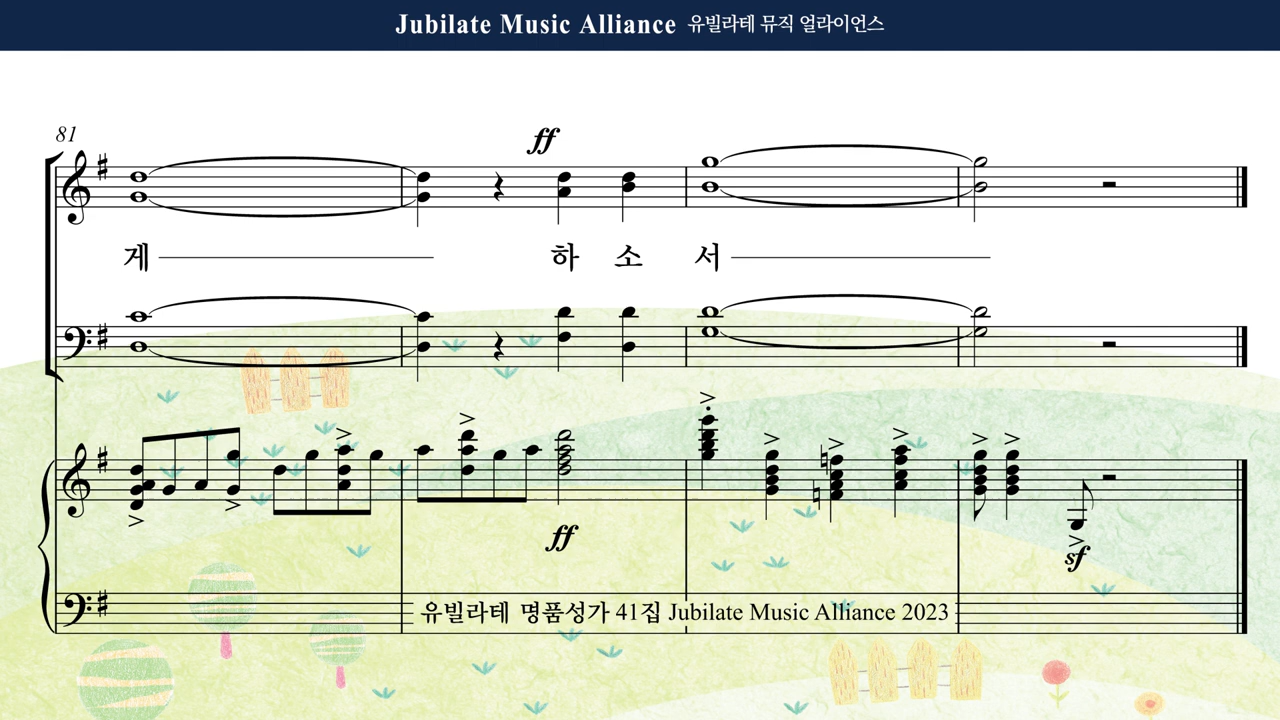 Jubilate Music Alliance 유빌라테 뮤직 얼라이언스
81
ff
게 하 소 서
ff
sf
유빌라테 명품성가 41집 Jubilate Music Alliance 2023